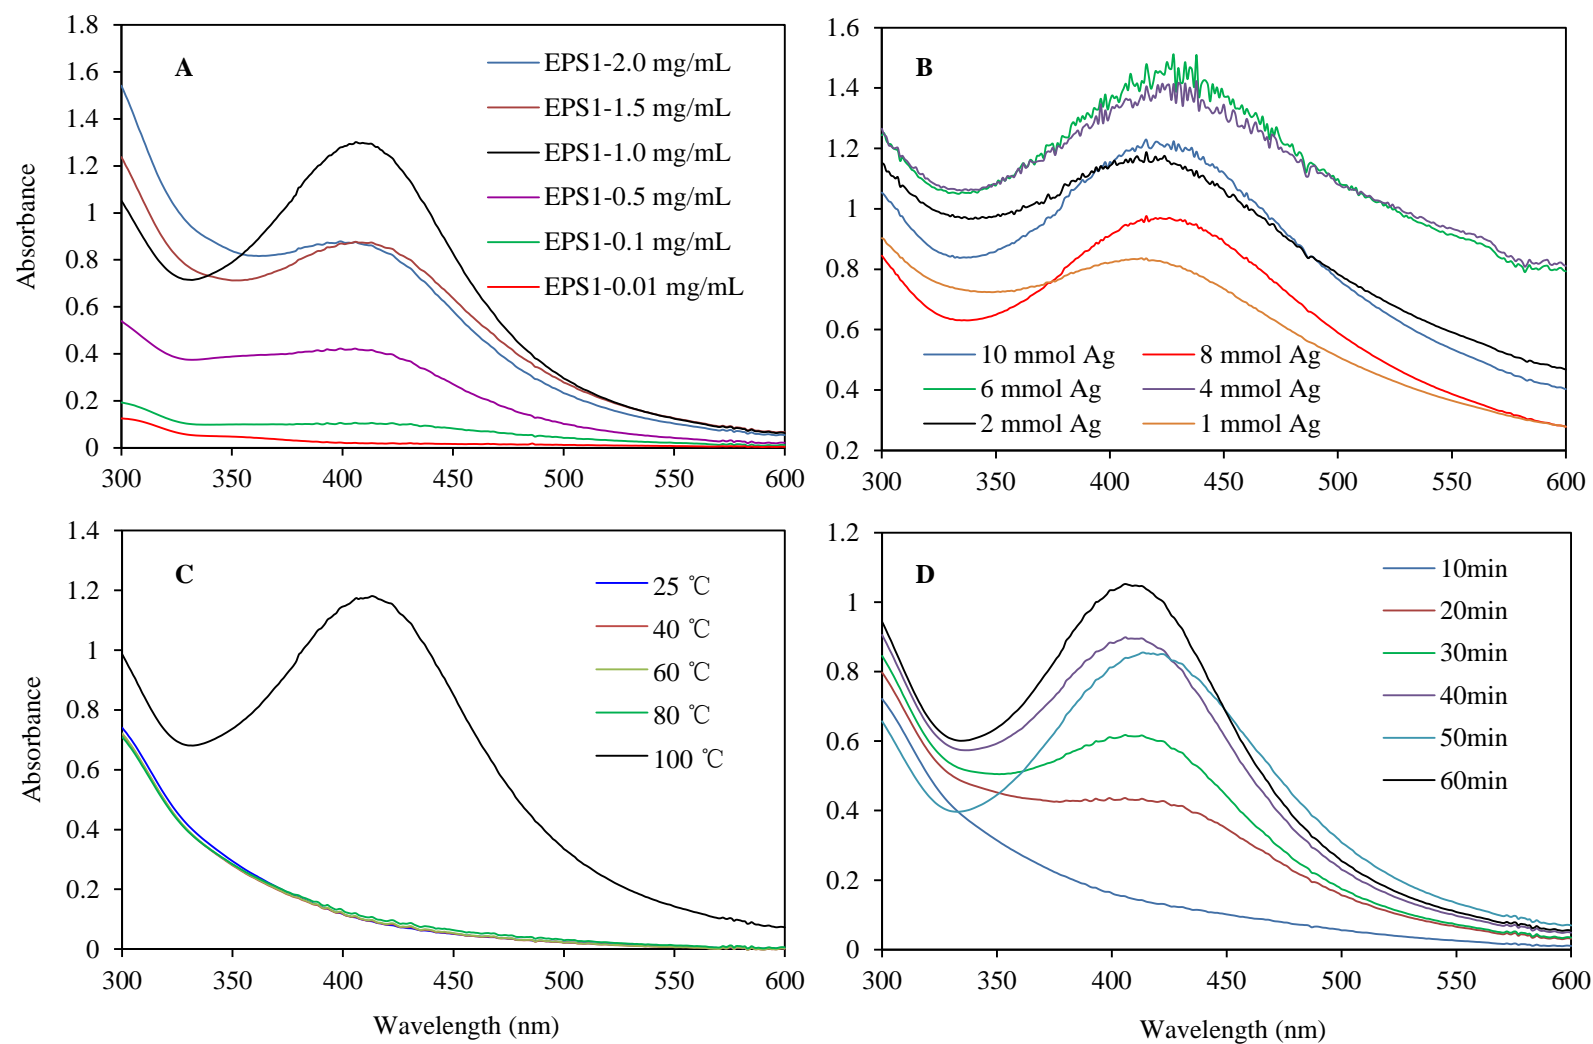 A
Absorbance
1.8
1.6
1.4
1.2
1
0.8
0.6
0.4
0.2
0
300 350 400 450 500 550 600
EPS1-2.0 mg/mL
EPS1-1.5 mg/mL
EPS1-1.0 mg/mL
EPS1-0.5 mg/mL
EPS1-0.1 mg/mL
EPS1-0.01 mg/mL
B
1.6
1.4
1.2
1
0.8
0.6
0.4
0.2
300 350 400 450 500 550 600
10 mmol Ag 8 mmol Ag
6 mmol Ag 4 mmol Ag
2 mmol Ag 1 mmol Ag
C
Absorbance
1.4
1.2
1
0.8
0.6
0.4
0.2
0
300 350 400 450 500 550 600
Wavelength (nm)
25 ℃
40 ℃
60 ℃
80 ℃
100 ℃
D
1.2
1
0.8
0.6
0.4
0.2
0
300 350 400 450 500 550 600
Wavelength (nm)
10min
20min
30min
40min
50min
60min